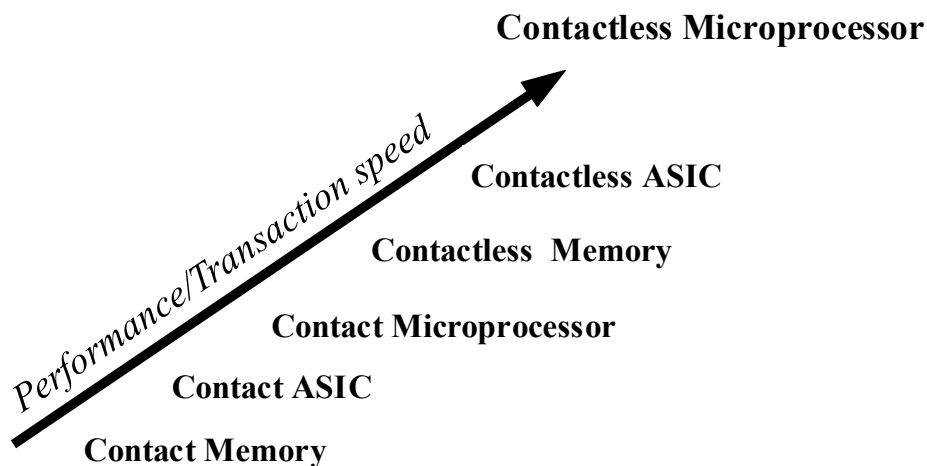 Contactless Microprocessor
Performance/Transaction speed
Contactless ASIC
Contactless Memory
Contact Microprocessor
Contact ASIC
Contact Memory